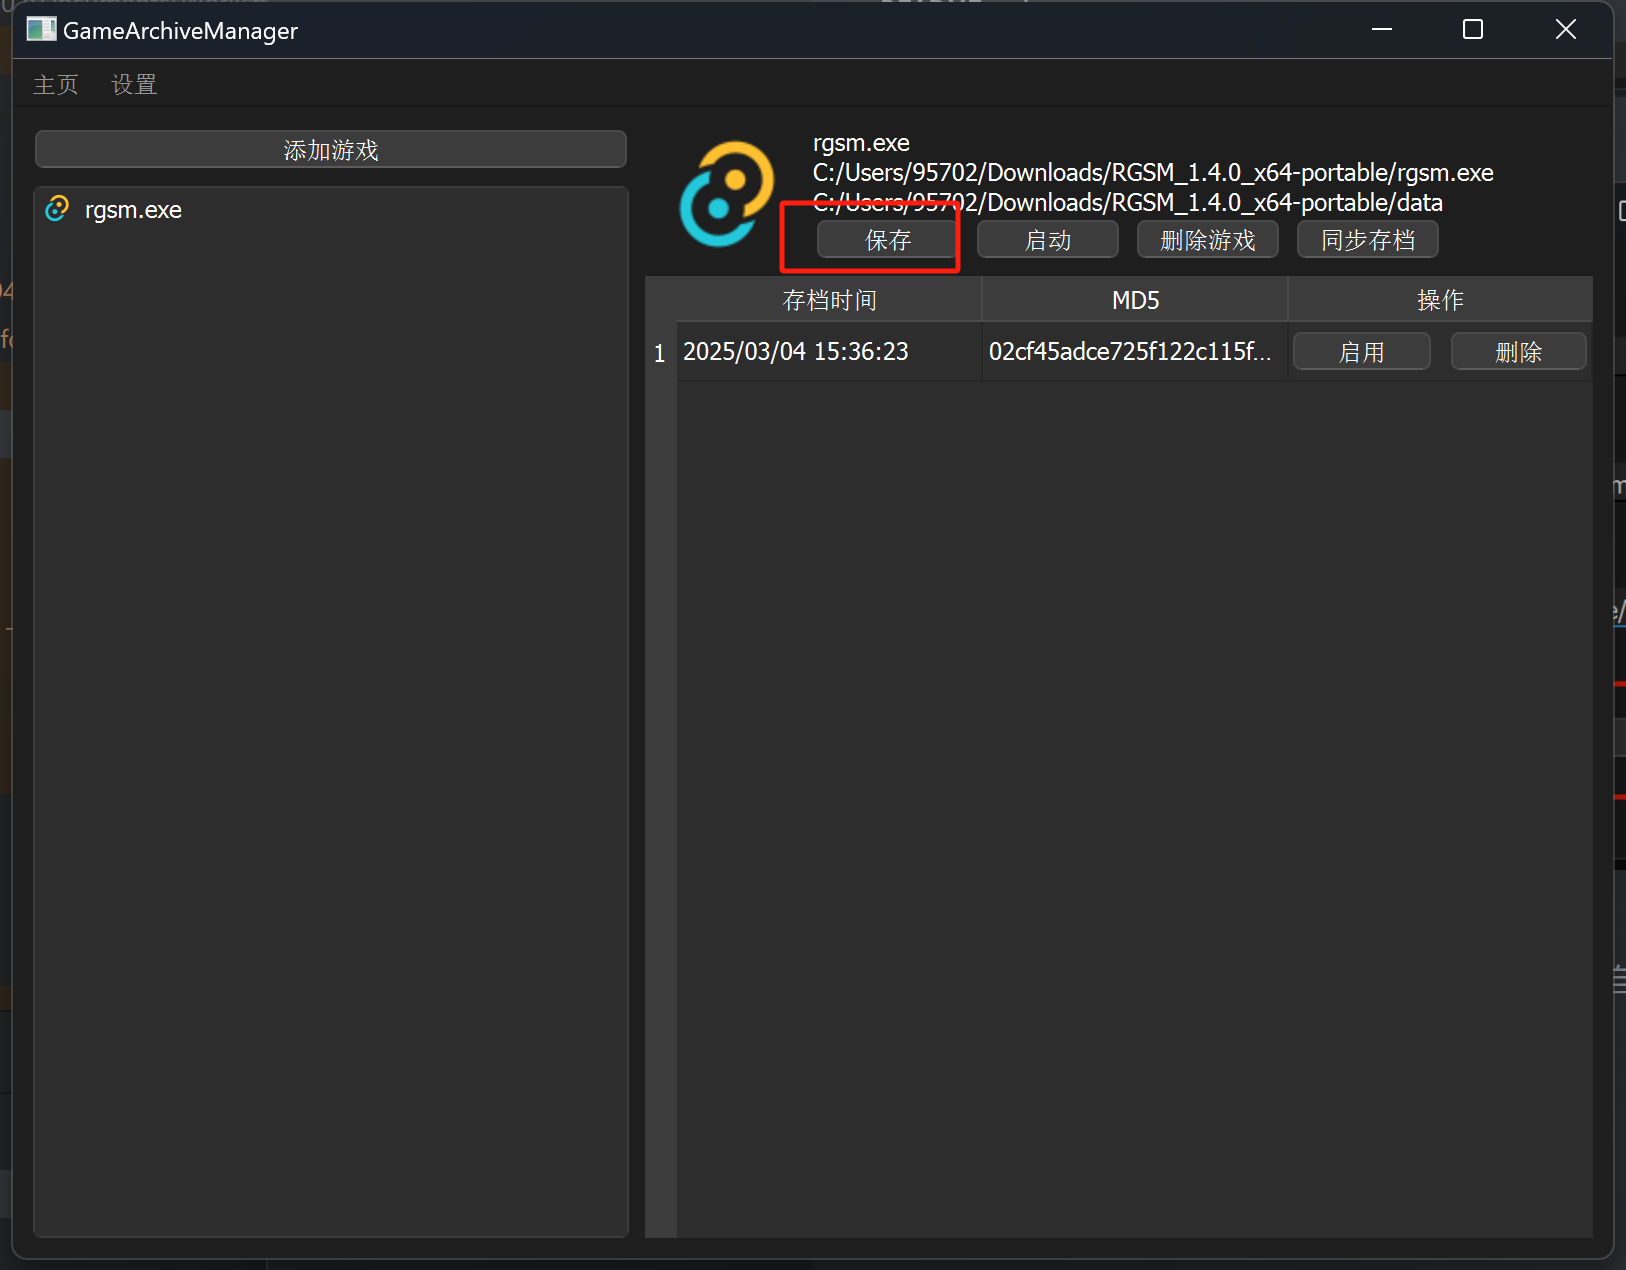 GameArchiveManager
主页 设置
添加游戏
rgsm.exe
rgsm.exe
C:/Users/95702/Downloads/RGSM_1.4.0_x64-portable/rgsm.exe
C:/Users/95702/Downloads/RGSM_1.4.0_x64-portable/data
保存 启动 删除游戏 同步存档
存档时间 MD5 操作
1 2025/03/04 15:36:23 02cf45adce725f122c115f... 启用 删除